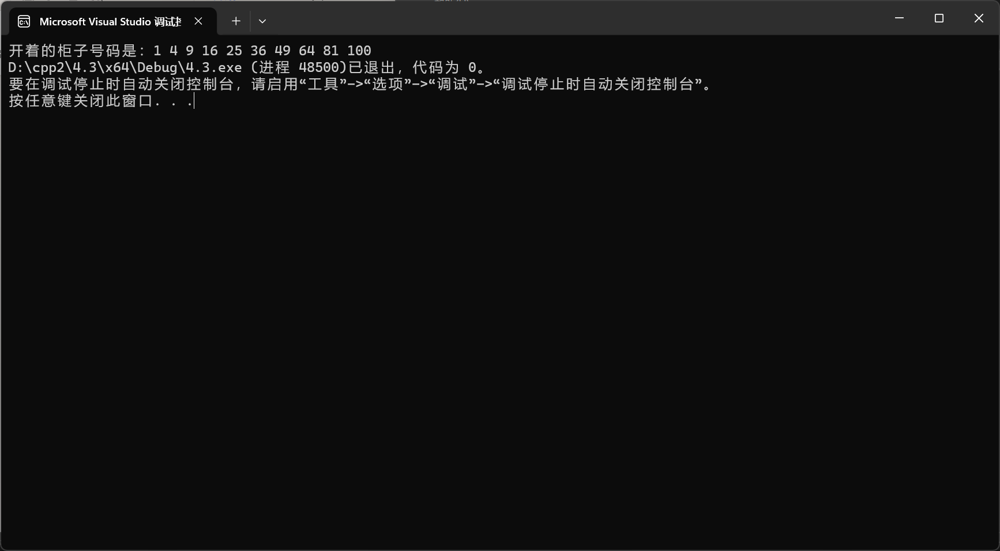 Microsoft Visual Studio 调试
开着的柜子号码是：1 4 9 16 25 36 49 64 81 100
D:\cpp2\4.3\x64\Debug\4.3.exe (进程 48500)已退出，代码为 0。
要在调试停止时自动关闭控制台，请启用“工具”->“选项”->“调试”->“调试停止时自动关闭控制台”。
按任意键关闭此窗口. . .